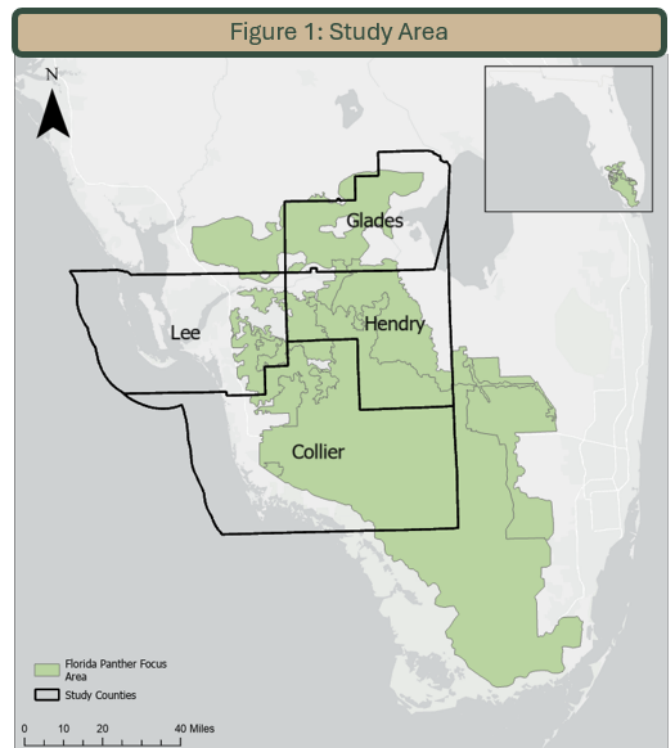 Figure 1: Study Area
N
Glades
Lee
Hendry
Collier
Florida Panther Focus
Area
Study Counties
0 10 20 40 Miles